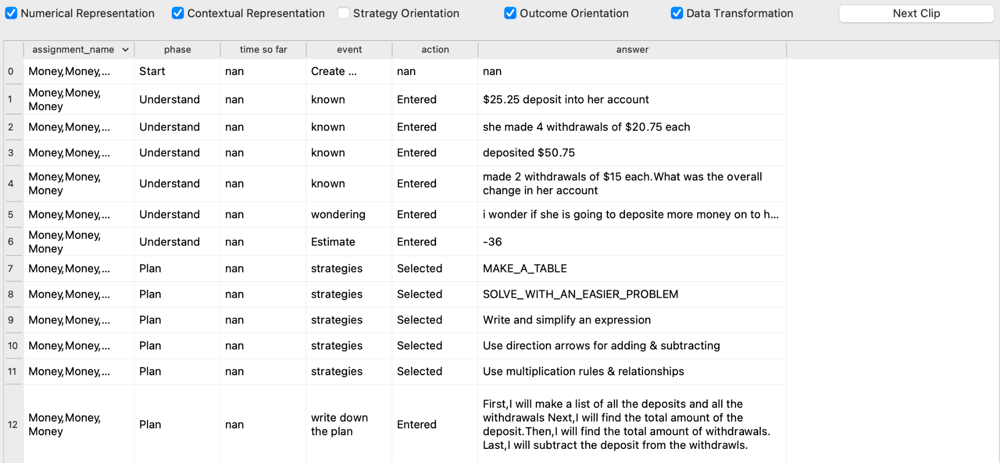 Numerical Representation Contextual Representation Strategy Orientation Outcome Orientation Data Transformation Next Clip
assignment_name phase time so far event action answer
0 Money,Money,... Start nan Create ... nan nan
1 Money,Money, Money Understand nan known Entered $25.25 deposit into her account
2 Money,Money,... Understand nan known Entered she made 4 withdrawals of $20.75 each
3 Money,Money,... Understand nan known Entered deposited $50.75
4 Money,Money, Money Understand nan known Entered made 2 withdrawals of $15 each.What was the overall
change in her account
5 Money,Money,... Understand nan wondering Entered i wonder if she is going to deposite more money on to h...
6 Money,Money, Money Understand nan Estimate Entered -36
7 Money,Money,... Plan nan strategies Selected MAKE_A_TABLE
8 Money,Money,... Plan nan strategies Selected SOLVE_WITH_AN_EASIER_PROBLEM
9 Money,Money,... Plan nan strategies Selected Write and simplify an expression
10 Money,Money,... Plan nan strategies Selected Use direction arrows for adding & subtracting
11 Money,Money,... Plan nan strategies Selected Use multiplication rules & relationships
12 Money,Money, Money Plan nan write down the plan Entered First,I will make a list of all the deposits and all the
withdrawals Next,I will find the total amount of the
deposit.Then,I will find the total amount of withdrawals.
Last,I will subtract the deposit from the withdrawls.